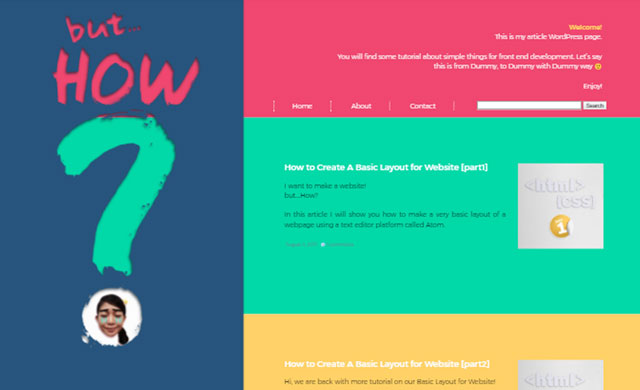 but...
HOW
?
Welcome!
This is my article WordPress page.
You will find some tutorial about simple things for front end development. Let's say
this is from Dummy, to Dummy with Dummy way
Enjoy!
Home
About
Contact
Search
How to Create A Basic Layout for Website [part1]
I want to make a website!
but...How?
In this article I will show you how to make a very basic layout of a
webpage using a text editor platform called Atom.
<html>
[css]
1
How to Create A Basic Layout for Website [part2]
Hi, we are back with more tutorial on our Basic Layout for Website!
<html>